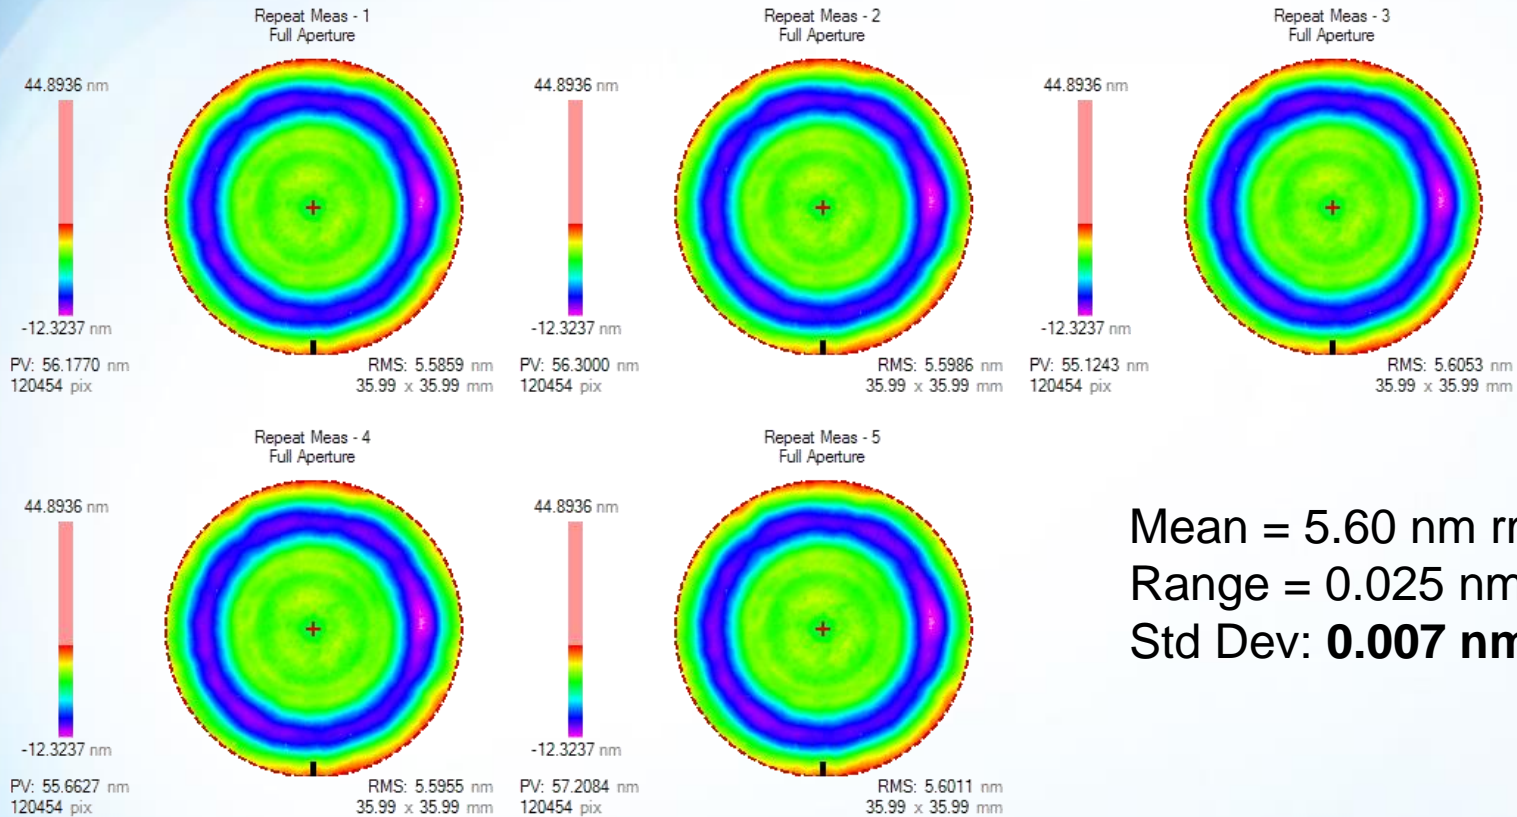 Repeat Meas - 1
Full Aperture
44.8936 nm
-12.3237 nm
PV: 56.1770 nm
120454 pix
RMS: 5.5859 nm
35.99 x 35.99 mm
Repeat Meas - 2
Full Aperture
44.8936 nm
-12.3237 nm
PV: 56.3000 nm
120454 pix
RMS: 5.5986 nm
35.99 x 35.99 mm
Repeat Meas - 3
Full Aperture
44.8936 nm
-12.3237 nm
PV: 55.1243 nm
120454 pix
RMS: 5.6053 nm
35.99 x 35.99 mm
Repeat Meas - 4
Full Aperture
44.8936 nm
-12.3237 nm
PV: 55.6627 nm
120454 pix
RMS: 5.5955 nm
35.99 x 35.99 mm
Repeat Meas - 5
Full Aperture
44.8936 nm
-12.3237 nm
PV: 57.2084 nm
120454 pix
RMS: 5.6011 nm
35.99 x 35.99 mm
Mean = 5.60 nm
Range = 0.025 nm
Std Dev: 0.007 nm